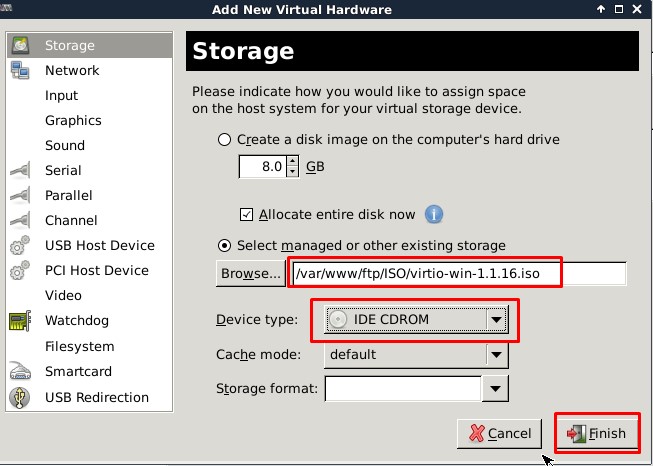 Add New Virtual Hardware
Storage
Network
Input
Graphics
Sound
Serial
Parallel
Channel
USB Host Device
PCI Host Device
Video
Watchdog
Filesystem
Smartcard
USB Redirection
Storage
Please indicate how you would like to assign space
on the host system for your virtual storage device.
Create a disk image on the computer's hard drive
8.0 GB
Allocate entire disk now
Select managed or other existing storage
Browse... /var/www/ftp/ISO/virtio-win-1.1.16.iso
Device type: IDE CDROM
Cache mode: default
Storage format:
Cancel Finish